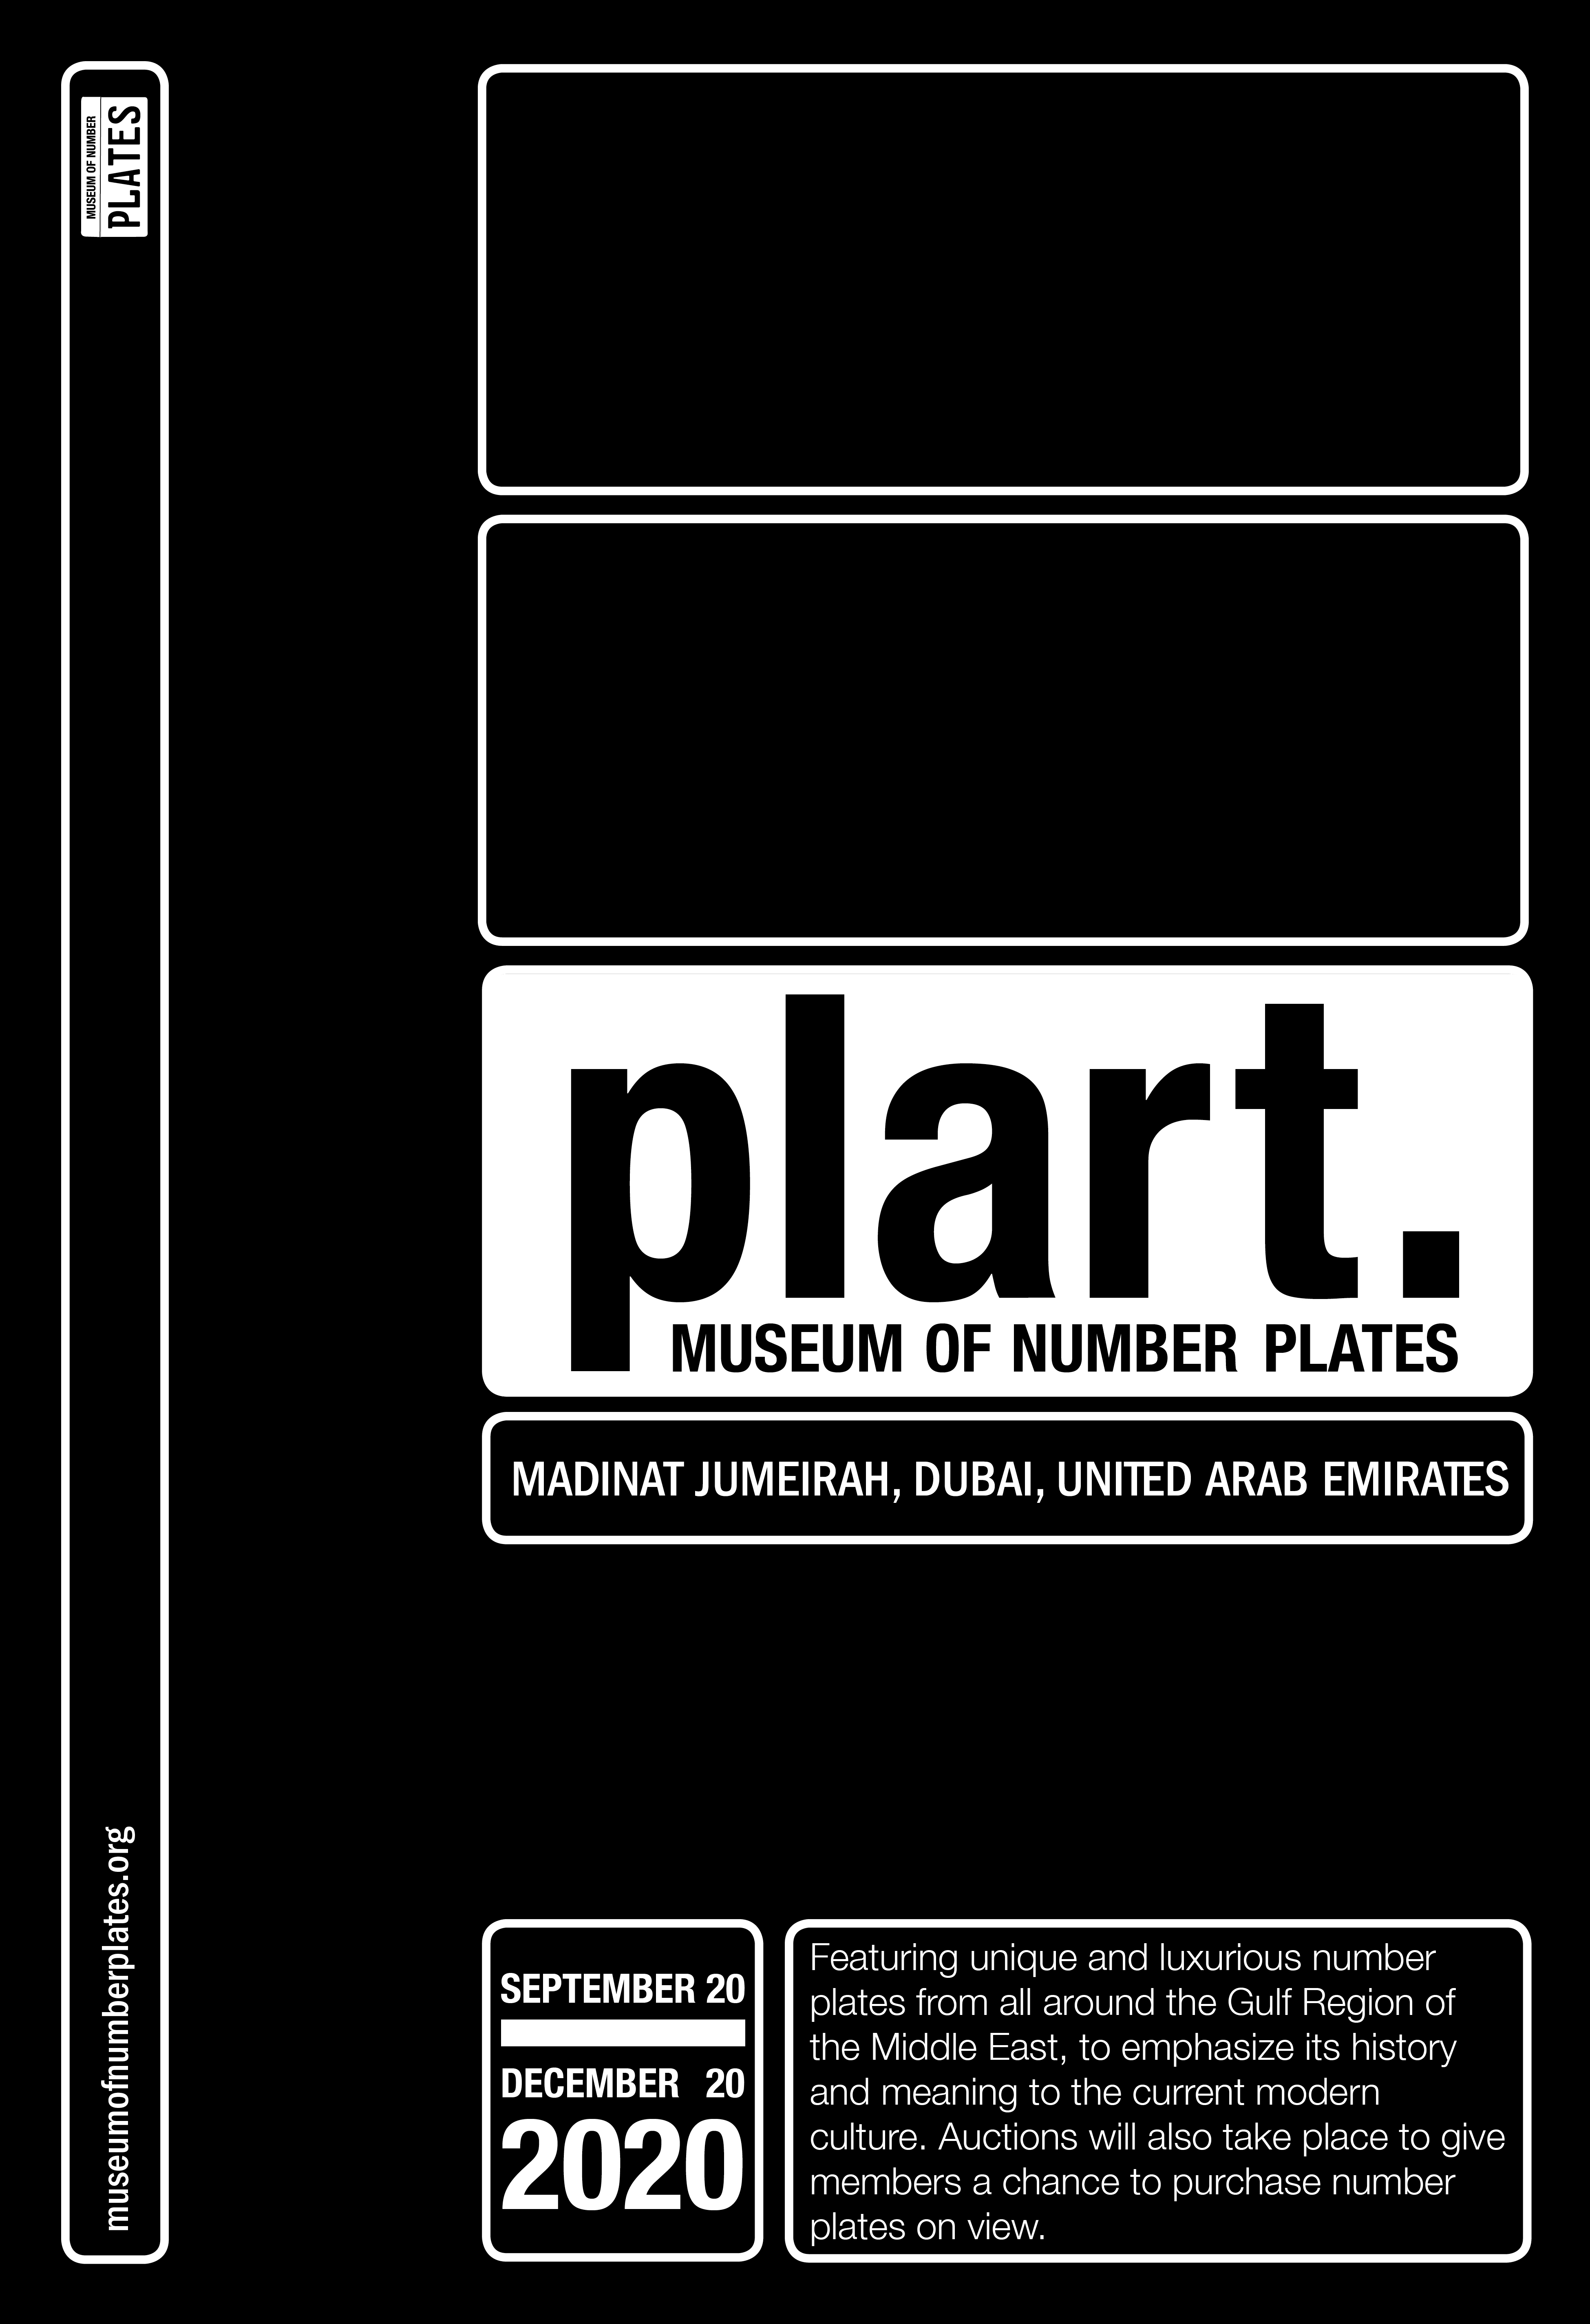 MUSEUM OF NUMBER
PLATES
museumofnumberplates.org
plart.
MUSEUM OF NUMBER PLATES
MADINAT JUMEIRAH, DUBAI, UNITED ARAB EMIRATES
SEPTEMBER 20
DECEMBER 20
2020
Featuring unique and luxurious number
plates from all around the Gulf Region of
the Middle East, to emphasize its history
and meaning to the current modern
culture. Auctions will also take place to give
members a chance to purchase number
plates on view.